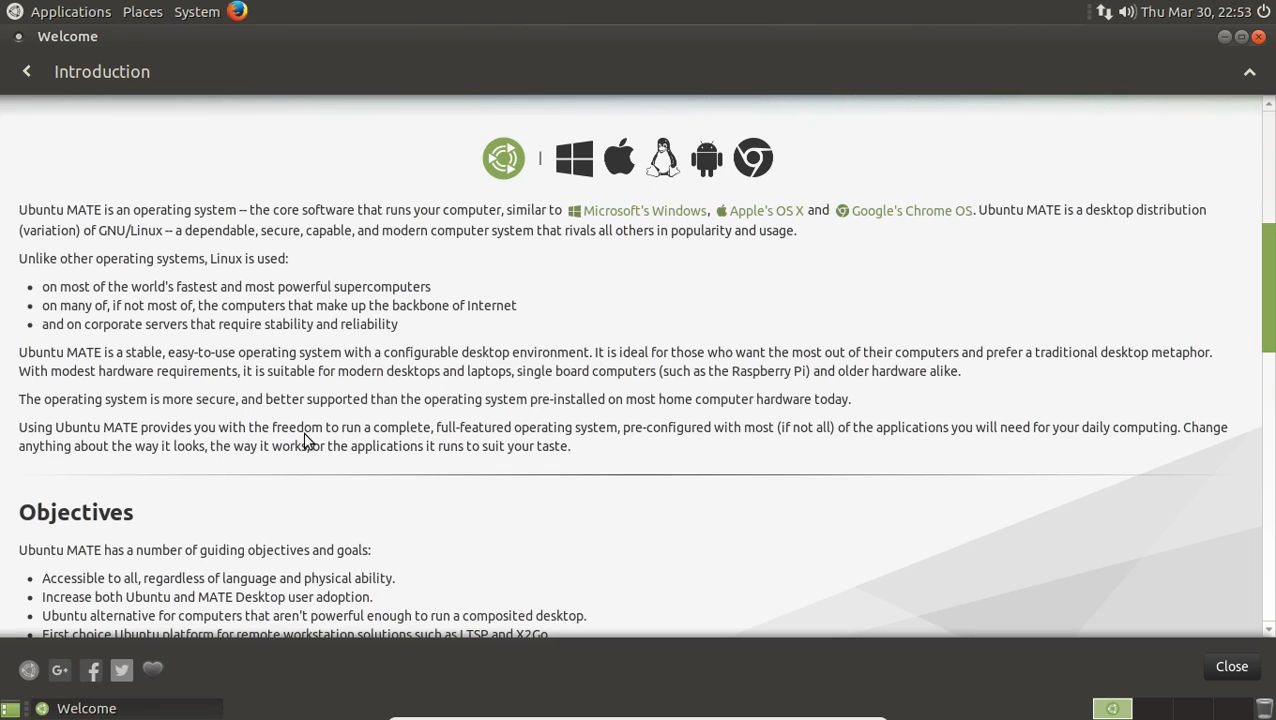 Applications Places System Thu Mar 30, 22:53
Welcome
Introduction
Ubuntu MATE is an operating system -- the core software that runs your computer, similar to Microsoft's Windows, Apple's OS X and Google's Chrome OS. Ubuntu MATE is a desktop distribution
(variation) of GNU/Linux -- a dependable, secure, capable, and modern computer system that rivals all others in popularity and usage.
Unlike other operating systems, Linux is used:
• on most of the world's fastest and most powerful supercomputers
• on many of, if not most of, the computers that make up the backbone of Internet
• and on corporate servers that require stability and reliability
Ubuntu MATE is a stable, easy-to-use operating system with a configurable desktop environment. It is ideal for those who want the most out of their computers and prefer a traditional desktop metaphor.
With modest hardware requirements, it is suitable for modern desktops and laptops, single board computers (such as the Raspberry Pi) and older hardware alike.
The operating system is more secure, and better supported than the operating system pre-installed on most home computer hardware today.
Using Ubuntu MATE provides you with the freedom to run a complete, full-featured operating system, pre-configured with most (if not all) of the applications you will need for your daily computing. Change
anything about the way it looks, the way it works, or the applications it runs to suit your taste.
Objectives
Ubuntu MATE has a number of guiding objectives and goals:
• Accessible to all, regardless of language and physical ability.
• Increase both Ubuntu and MATE Desktop user adoption.
• Ubuntu alternative for computers that aren't powerful enough to run a composited desktop.
• First choice Ubuntu platform for remote workstation solutions such as LTSP and X2Go.
G+ f Close
Welcome